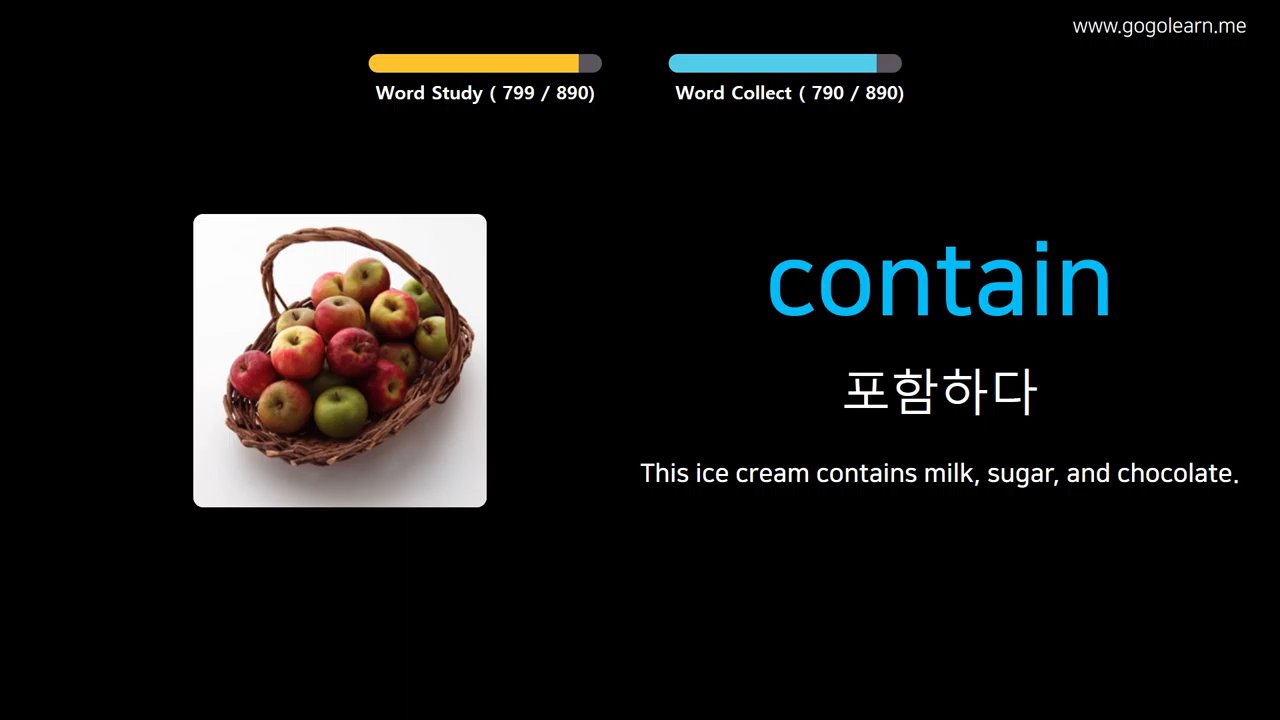 www.gogolearn.me
Word Study ( 799 / 890)
Word Collect ( 790 / 890)
contain
포함하다
This ice cream contains milk, sugar, and chocolate.